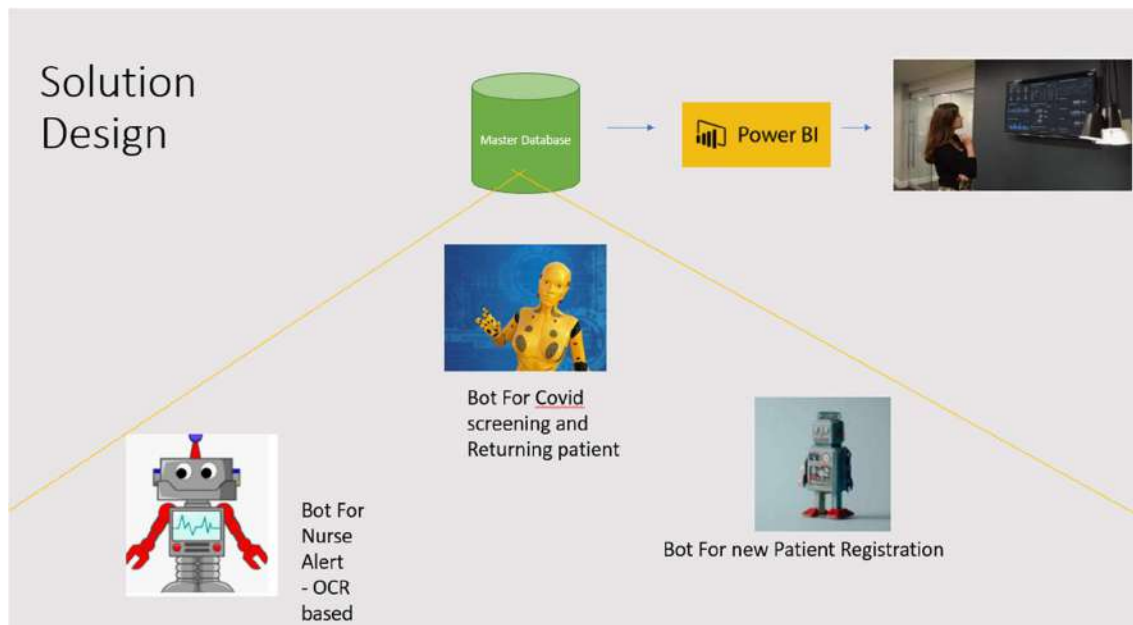 Solution
Design
Master Database
Power BI
Bot For Covid
screening and
Returning patient
Bot For
Nurse
Alert
- OCR
based
Bot For new Patient Registration